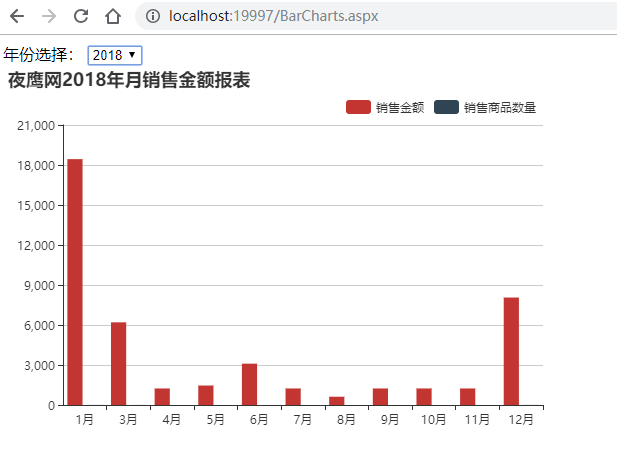 localhost:19997/BarCharts.aspx
年份选择： 2018
夜鹰网2018年月销售金额报表
销售金额 销售商品数量
21,000
18,000
15,000
12,000
9,000
6,000
3,000
0
1月 3月 4月 5月 6月 7月 8月 9月 10月 11月 12月